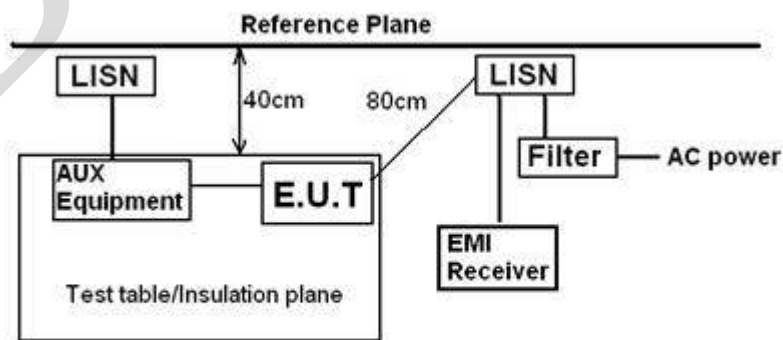 Reference Plane
LISN
40cm
80cm
LISN
AUX
Equipment
E.U.T
Filter
AC power
EMI
Receiver
Test table/Insulation plane